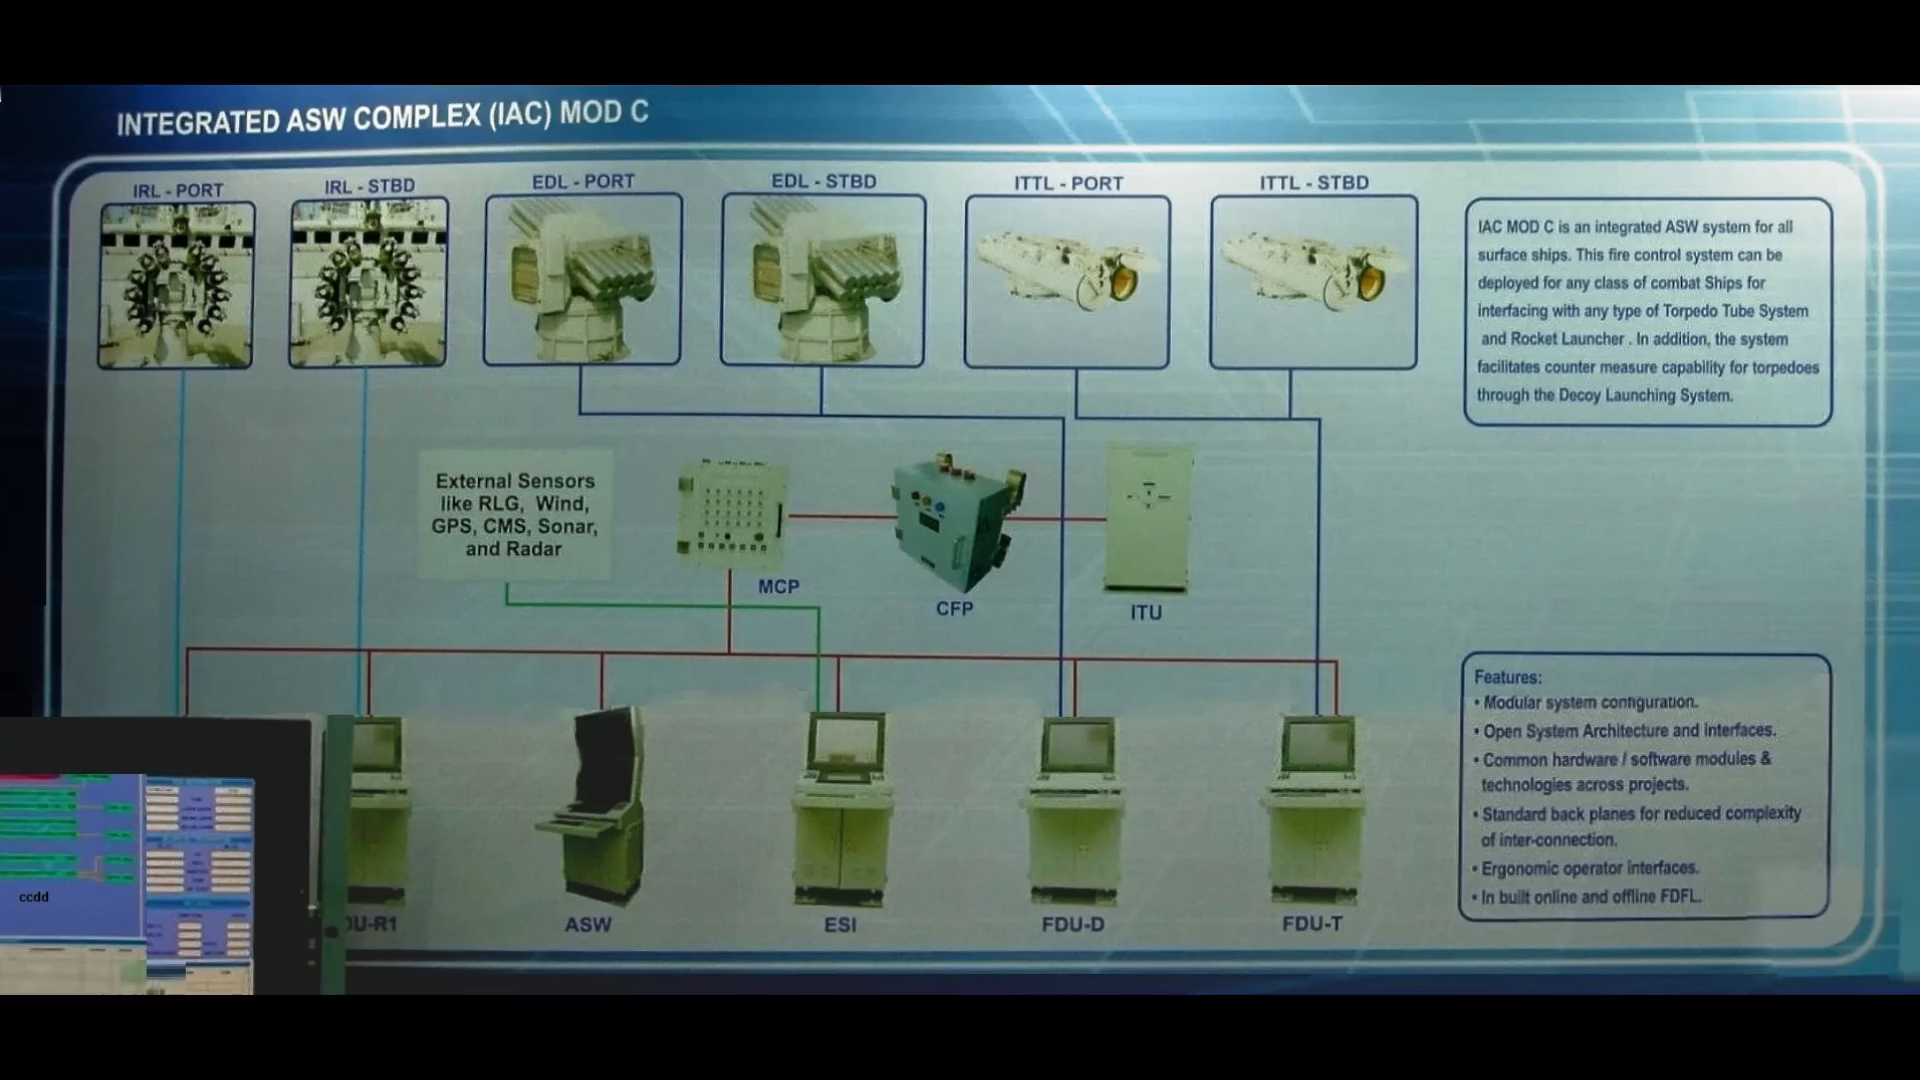 INTEGRATED ASW COMPLEX (IAC) MOD C
IRL - PORT
IRL - STBD
EDL - PORT
EDL - STBD
ITTL - PORT
ITTL - STBD
IAC MOD C is an integrated ASW system for all
surface ships. This fire control system can be
deployed for any class of combat Ships for
interfacing with any type of Torpedo Tube System
and Rocket Launcher . In addition, the system
facilitates counter measure capability for torpedoes
through the Decoy Launching System.
External Sensors
like RLG, Wind,
GPS, CMS, Sonar,
and Radar
MCP
CFP
ITU
Features:
• Modular system configuration.
• Open System Architecture and interfaces.
• Common hardware / software modules &
technologies across projects.
• Standard back planes for reduced complexity
of inter-connection.
• Ergonomic operator interfaces.
• In built online and offline FDFL.
ccdd
DU-R1
ASW
ESI
FDU-D
FDU-T